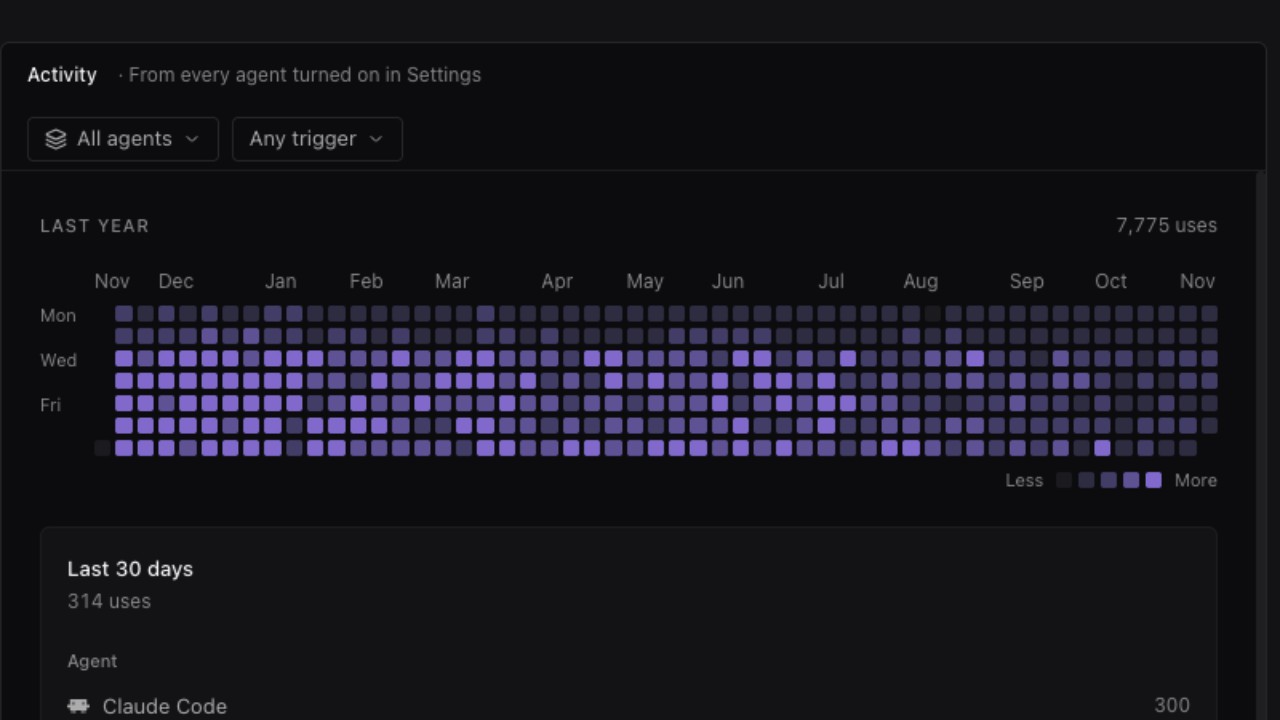 Activity · From every agent turned on in Settings
All agents Any trigger
LAST YEAR 7,775 uses
Nov Dec Jan Feb Mar Apr May Jun Jul Aug Sep Oct Nov
Mon
Wed
Fri
Less More
Last 30 days
314 uses
Agent
Claude Code 300